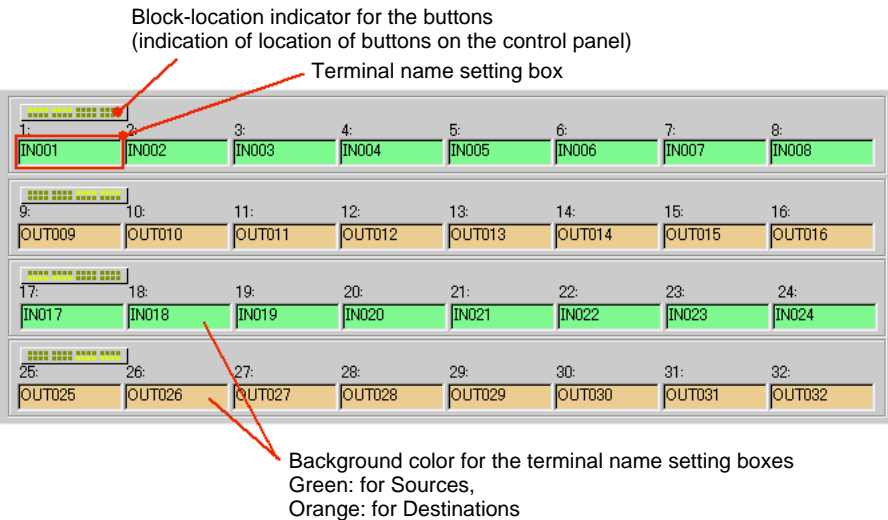 Block-location indicator for the buttons
(indication of location of buttons on the control panel)
Terminal name setting box
1: 2: 3: 4: 5: 6: 7: 8:
IN001 IN002 IN003 IN004 IN005 IN006 IN007 IN008
9: 10: 11: 12: 13: 14: 15: 16:
OUT009 OUT010 OUT011 OUT012 OUT013 OUT014 OUT015 OUT016
17: 18: 19: 20: 21: 22: 23: 24:
IN017 IN018 IN019 IN020 IN021 IN022 IN023 IN024
25: 26: 27: 28: 29: 30: 31: 32:
OUT025 OUT026 OUT027 OUT028 OUT029 OUT030 OUT031 OUT032
Background color for the terminal name setting boxes
Green: for Sources,
Orange: for Destinations